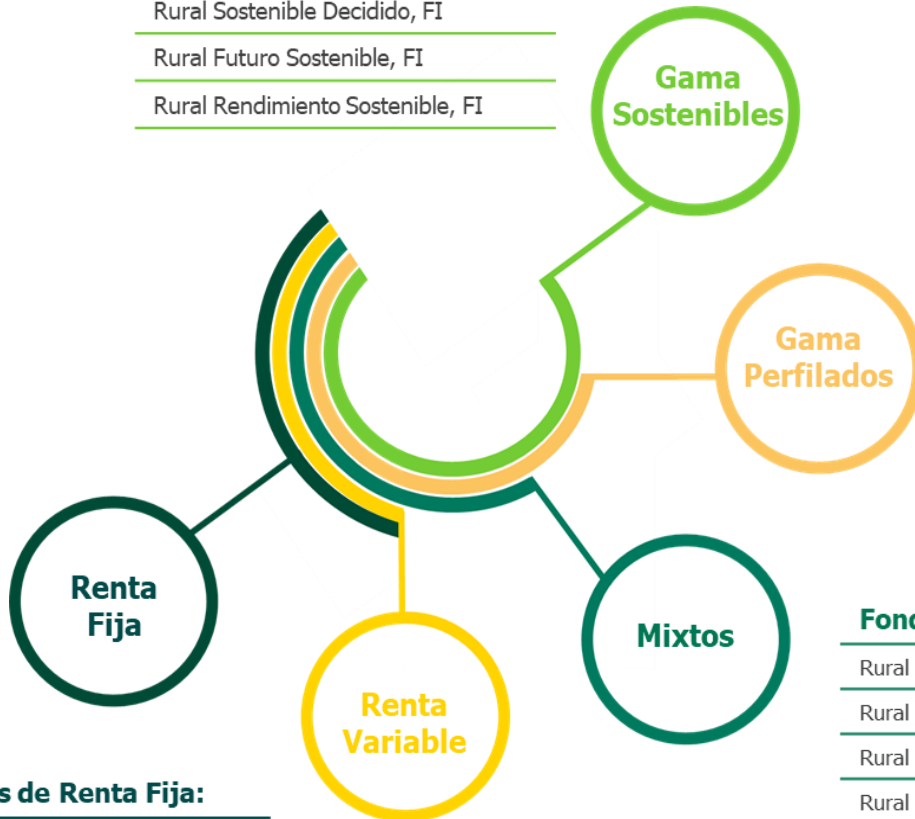 Rural Sostenible Decidido, FI
Rural Futuro Sostenible, FI
Rural Rendimiento Sostenible, FI
Gama
Sostenibles
Gama
Perfilados
Renta
Fija
Mixtos
Renta
Variable
Rural
Rural
Rural
Rural
de Renta Fija: